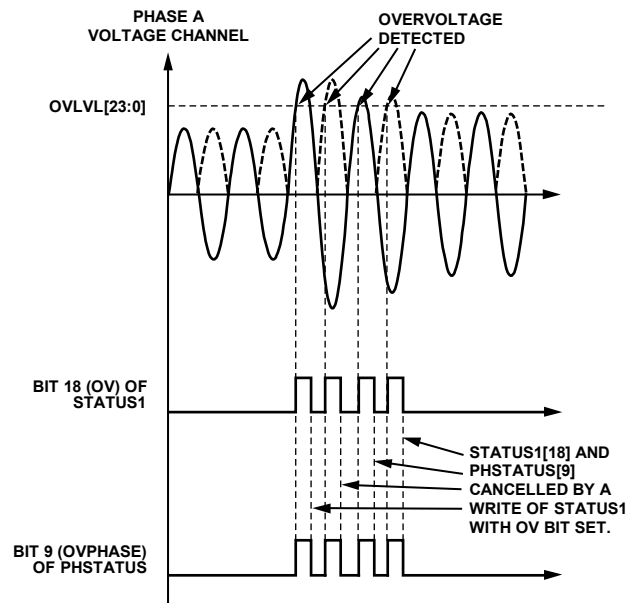 PHASE A
VOLTAGE CHANNEL
OVERVOLTAGE
DETECTED
OVLVL[23:0]
BIT 18 (OV) OF
STATUS1
STATUS1[18] AND
PHSTATUS[9]
CANCELLED BY A
WRITE OF STATUS1
WITH OV BIT SET.
BIT 9 (OVPHASE)
OF PHSTATUS